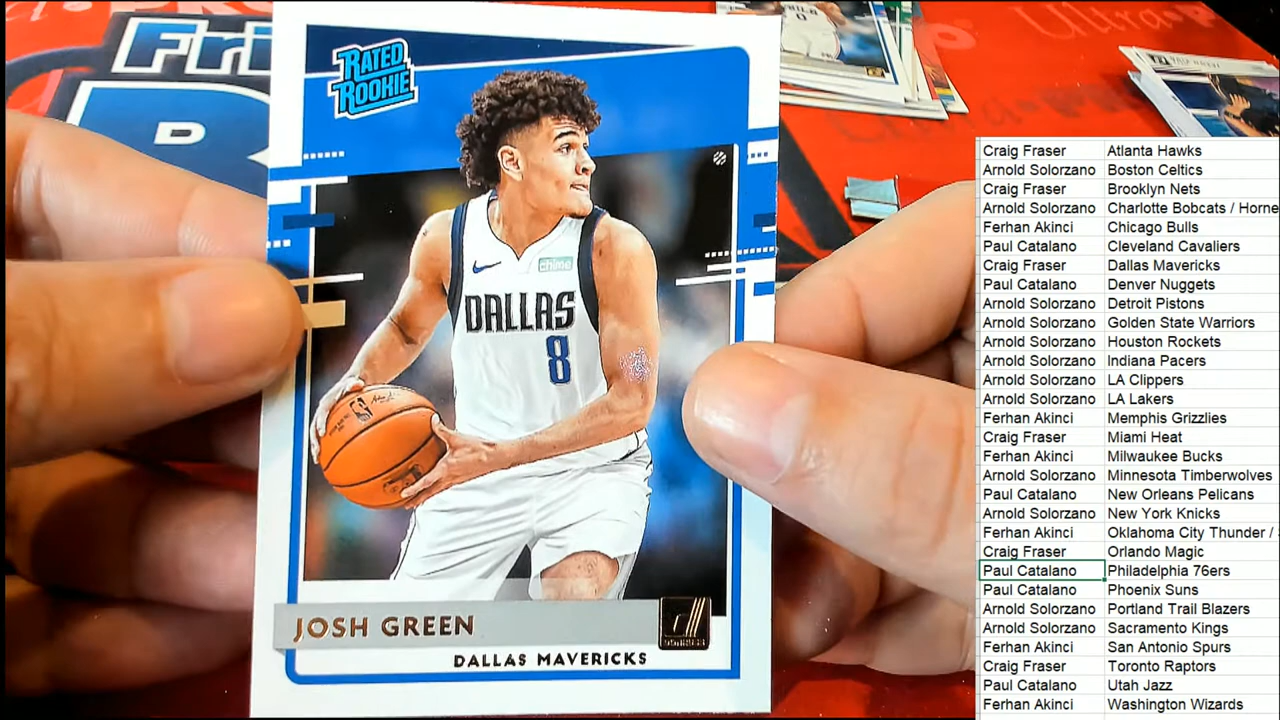 Fri
B
RATED
ROOKIE
chime
DALLAS
8
JOSH GREEN
DONRUSS
DALLAS MAVERICKS
Ultra
0
Craig Fraser Atlanta Hawks
Arnold Solorzano Boston Celtics
Craig Fraser Brooklyn Nets
Arnold Solorzano Charlotte Bobcats / Horne
Ferhan Akinci Chicago Bulls
Paul Catalano Cleveland Cavaliers
Craig Fraser Dallas Mavericks
Paul Catalano Denver Nuggets
Arnold Solorzano Detroit Pistons
Arnold Solorzano Golden State Warriors
Arnold Solorzano Houston Rockets
Arnold Solorzano Indiana Pacers
Arnold Solorzano LA Clippers
Arnold Solorzano LA Lakers
Ferhan Akinci Memphis Grizzlies
Craig Fraser Miami Heat
Ferhan Akinci Milwaukee Bucks
Arnold Solorzano Minnesota Timberwolves
Paul Catalano New Orleans Pelicans
Arnold Solorzano New York Knicks
Ferhan Akinci Oklahoma City Thunder /
Craig Fraser Orlando Magic
Paul Catalano Philadelphia 76ers
Paul Catalano Phoenix Suns
Arnold Solorzano Portland Trail Blazers
Arnold Solorzano Sacramento Kings
Ferhan Akinci San Antonio Spurs
Craig Fraser Toronto Raptors
Paul Catalano Utah Jazz
Ferhan Akinci Washington Wizards